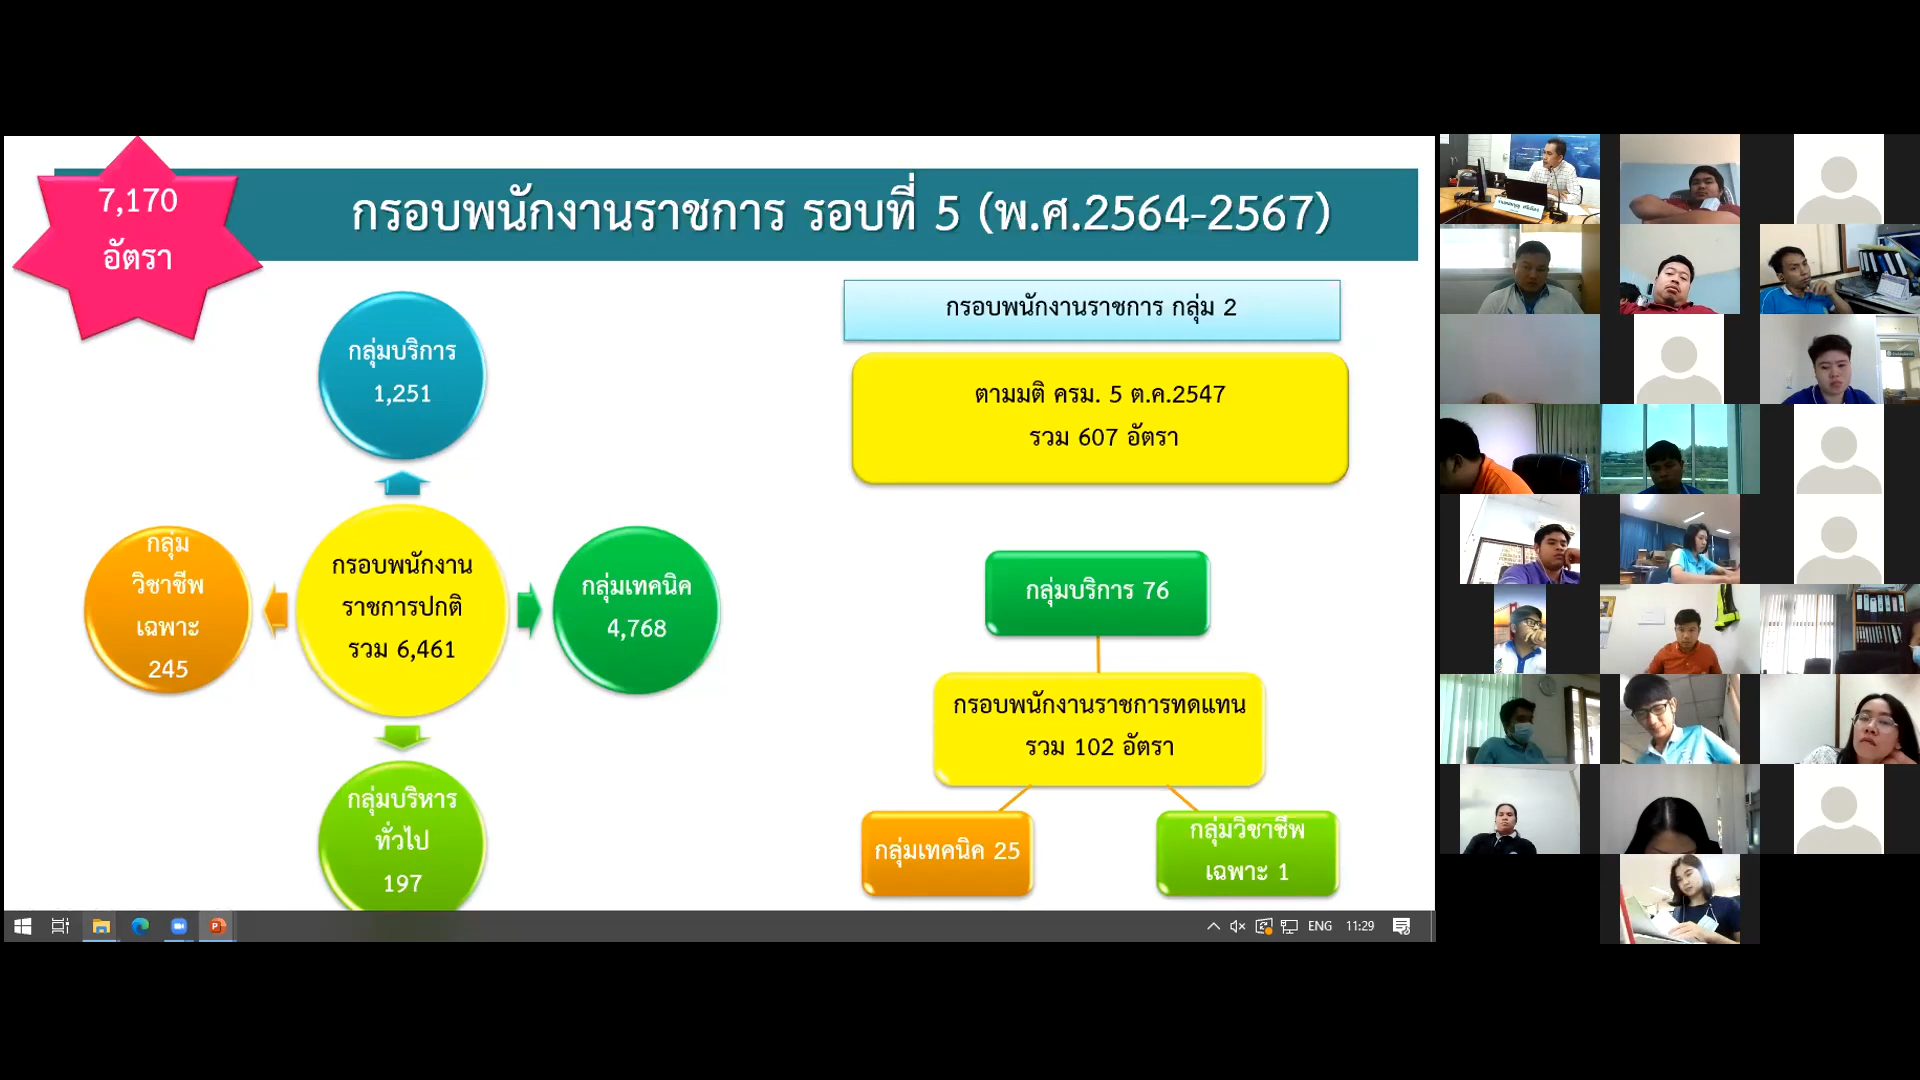 7,170
อัตรา
กรอบพนักงานราชการ รอบที่ 5 (พ.ศ.2564-2567)
กลุ่มบริการ
1,251
กลุ่ม
วิชาชีพ
เฉพาะ
245
กรอบพนักงาน
ราชการปกติ
รวม 6,461
กลุ่มเทคนิค
4,768
กลุ่มบริหาร
ทั่วไป
197
กรอบพนักงานราชการ กลุ่ม 2
ตามมติ ครม. 5 ต.ค.2547
รวม 607 อัตรา
กลุ่มบริการ 76
กรอบพนักงานราชการทดแทน
รวม 102 อัตรา
กลุ่มเทคนิค 25
กลุ่มวิชาชีพ
เฉพาะ 1
ENG
11:29